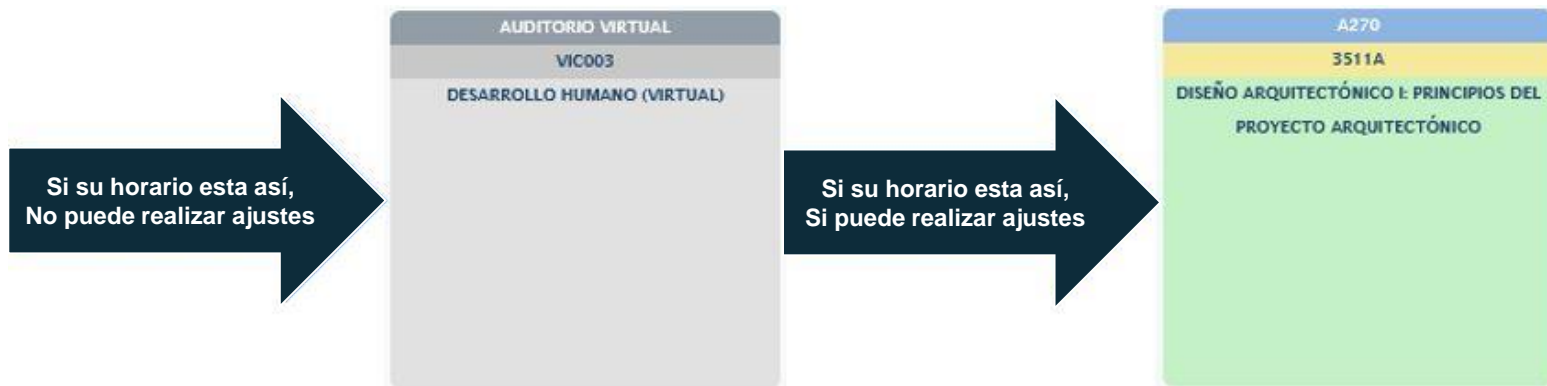 Si su horario esta así,
No puede realizar ajustes
AUDITORIO VIRTUAL
VIC003
DESARROLLO HUMANO (VIRTUAL)
Si su horario esta así,
Si puede realizar ajustes
A270
3511A
DISEÑO ARQUITECTÓNICO I: PRINCIPIOS DEL
PROYECTO ARQUITECTÓNICO